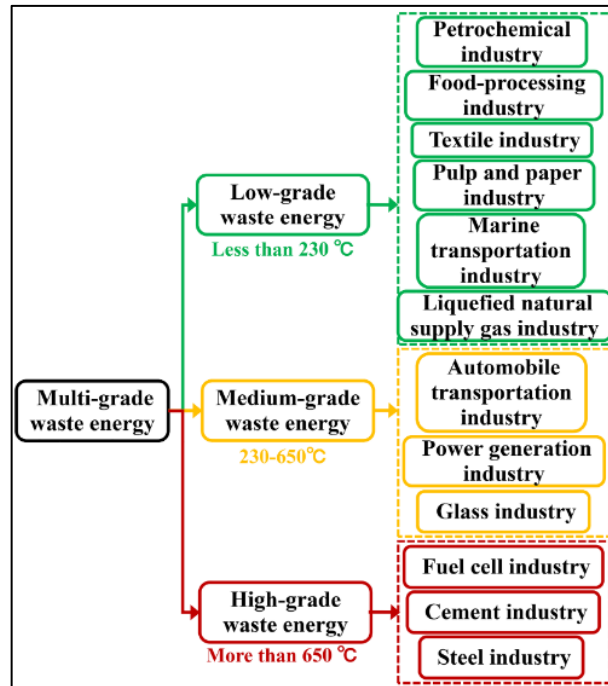 Petrochemical
industry
Food-processing
industry
Textile industry
Pulp and paper
industry
Marine
transportation
industry
Liquefied natural
supply gas industry
Low-grade
waste energy
Less than 230 ℃
Multi-grade
waste energy
Medium-grade
waste energy
230-650℃
Automobile
transportation
industry
Power generation
industry
Glass industry
High-grade
waste energy
More than 650 ℃
Fuel cell industry
Cement industry
Steel industry